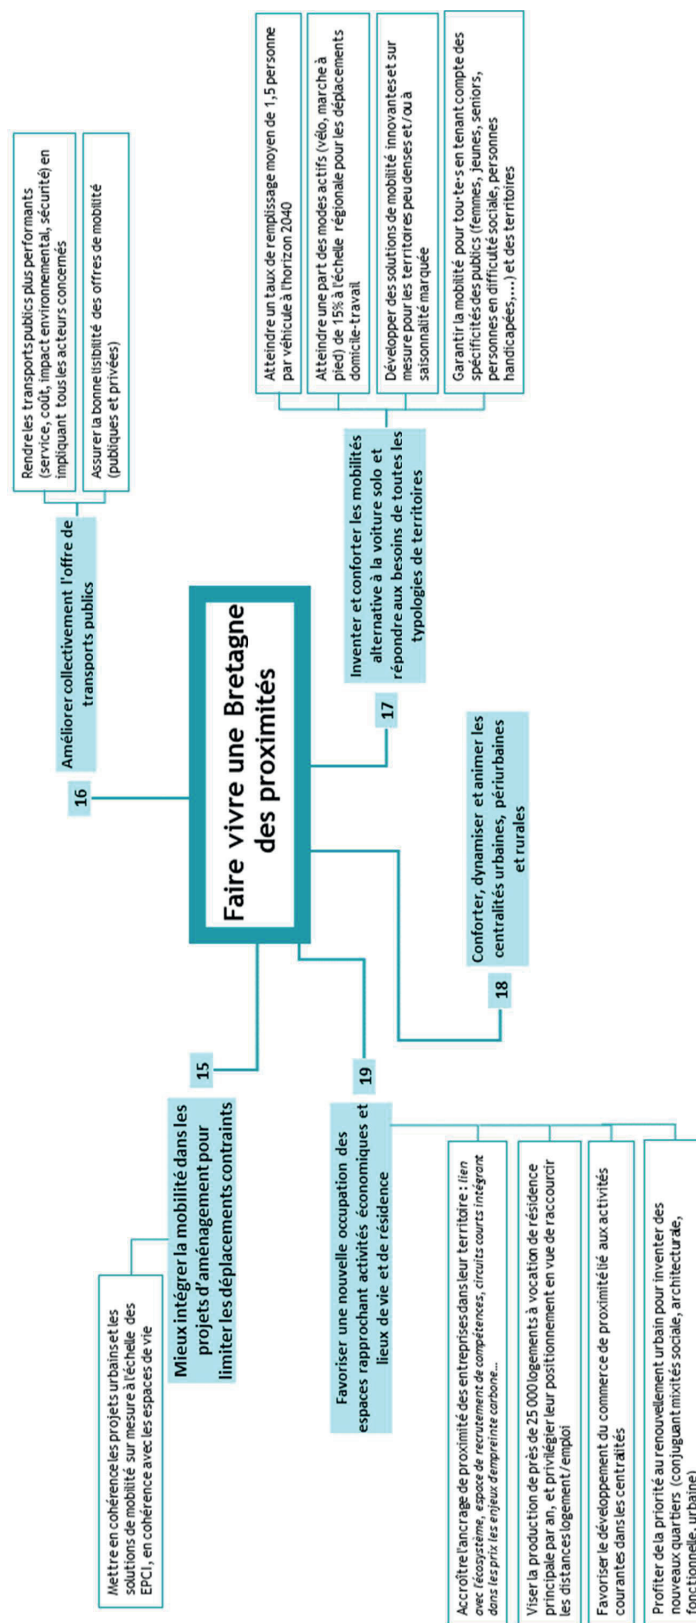 Faire vivre une Bretagne
des proximités
15
Mieux intégrer la mobilité dans les
projets d'aménagement pour
limiter les déplacements contraints
Mettre en cohérence les projets urbains et les
solutions de mobilité sur mesure à l'échelle des
EPCI, en cohérence avec les espaces de vie
16
Améliorer collectivement l'offre de
transports publics
Rendre les transports publics plus performants
(service, coût, impact environnemental, sécurité) en
impliquant tous les acteurs concernés
Assurer la bonne lisibilité des offres de mobilité
(publiques et privées)
17
Inventer et conforter les mobilités
alternative à la voiture solo et
répondre aux besoins de toutes les
typologies de territoires
Atteindre un taux de remplissage moyen de 1,5 personne
par véhicule à l'horizon 2040
Atteindre une part des modes actifs (vélo, marche à
pied) de 15% à l'échelle régionale pour les déplacements
domicile-travail
Développer des solutions de mobilité innovantes et sur
mesure pour les territoires peu denses et/ou à
saisonnalité marquée
Garantir la mobilité pour tou·te·s en tenant compte des
spécificités des publics (femmes, jeunes, seniors,
personnes en difficulté sociale, personnes
handicapées,...) et des territoires
18
Conforter, dynamiser et animer les
centralités urbaines, périurbaines
et rurales
19
Favoriser une nouvelle occupation des
espaces rapprochant activités économiques et
lieux de vie et de résidence
Accroître l'ancrage de proximité des entreprises dans leur territoire : lien
avec l'écosystème, espace de recrutement de compétences, circuits courts intégrant
dans les prix les enjeux d'empreinte carbone...
Viser la production de près de 25 000 logements à vocation de résidence
principale par an, et privilégier leur positionnement en vue de raccourcir
les distances logement/emploi
Favoriser le développement du commerce de proximité lié aux activités
courantes dans les centralités
Profiter de la priorité au renouvellement urbain pour inventer des
nouveaux quartiers (conjuguant mixités sociale, architecturale,
fonctionnelle, urbaine)